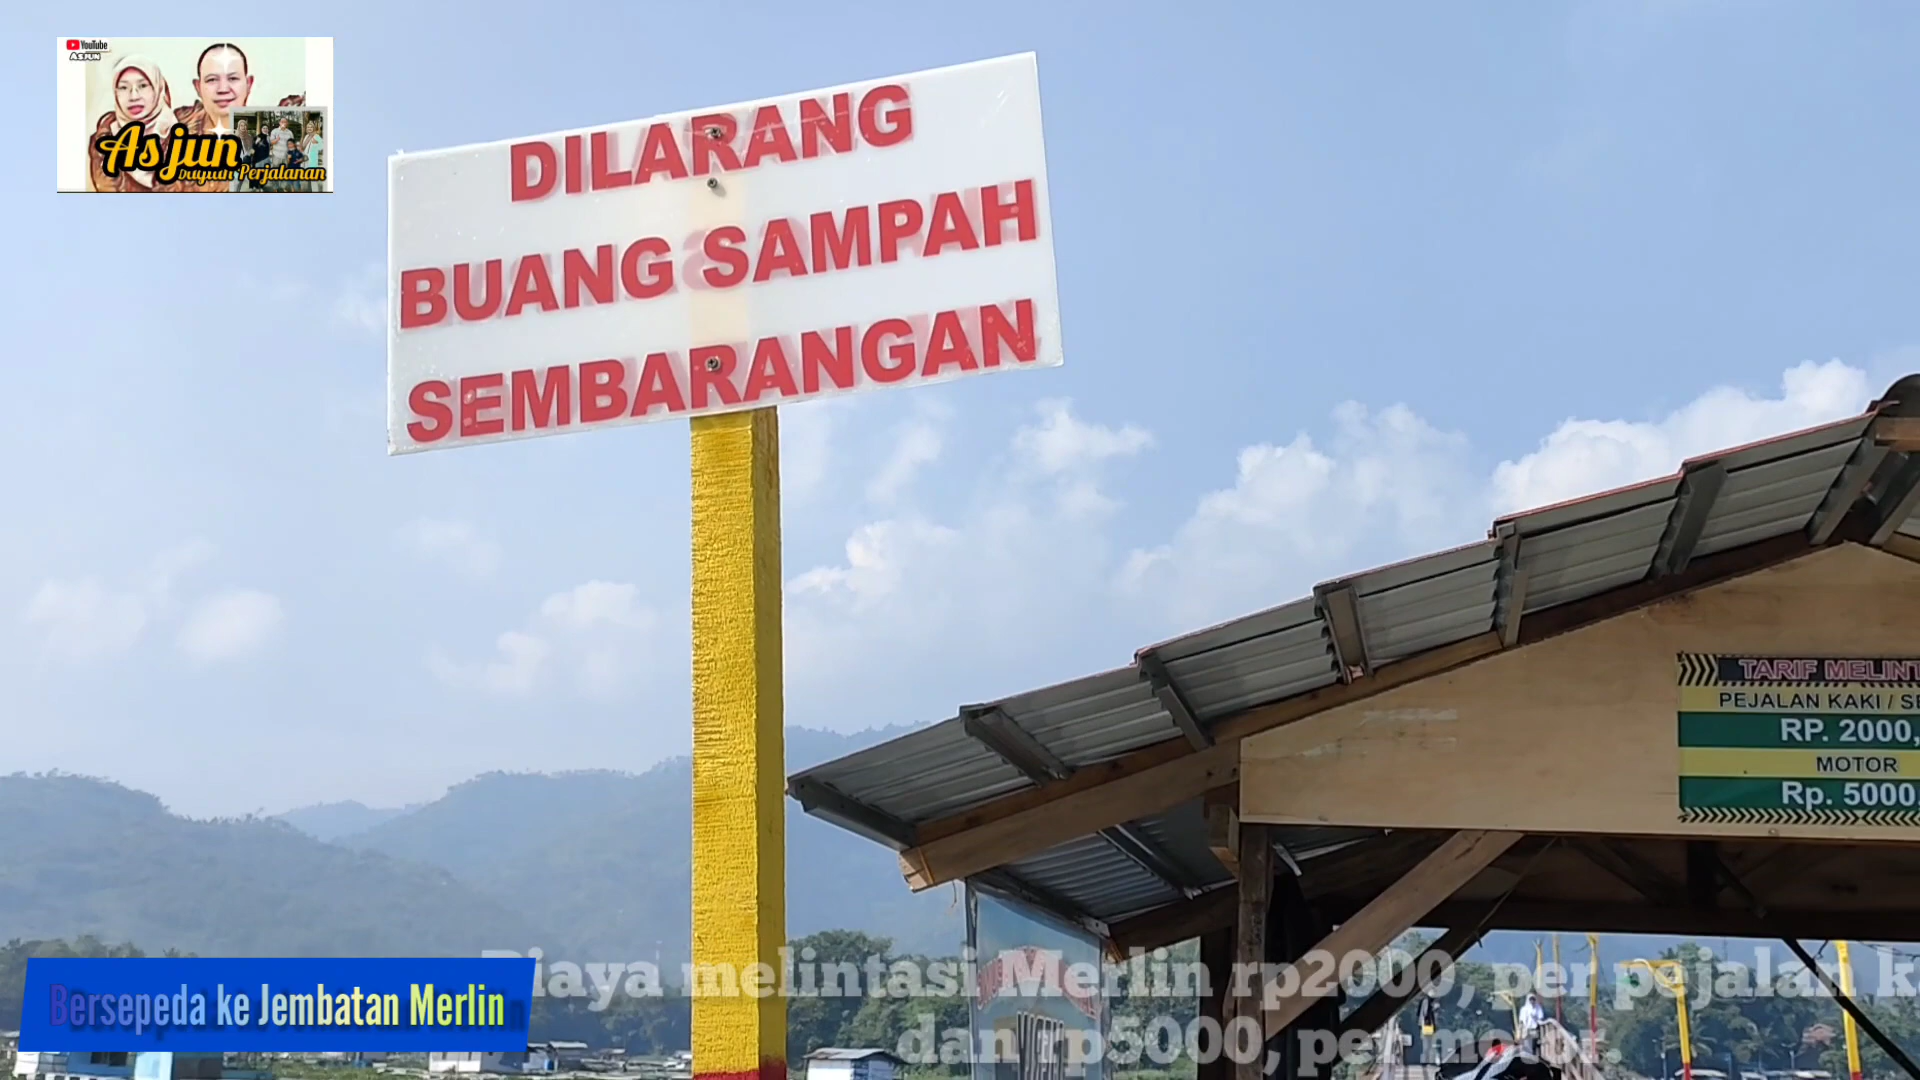 YouTube
ASJUN
Asjun
Perjalanan
DILARANG
BUANG SAMPAH
SEMBARANGAN
TARIF
PEJALAN KAKI /
RP. 2000,
MOTOR
Rp. 5000,
Biaya melintasi Merlin rp2000, per pejalan k
dan rp5000, per motor.
Bersepeda ke Jembatan Merlin